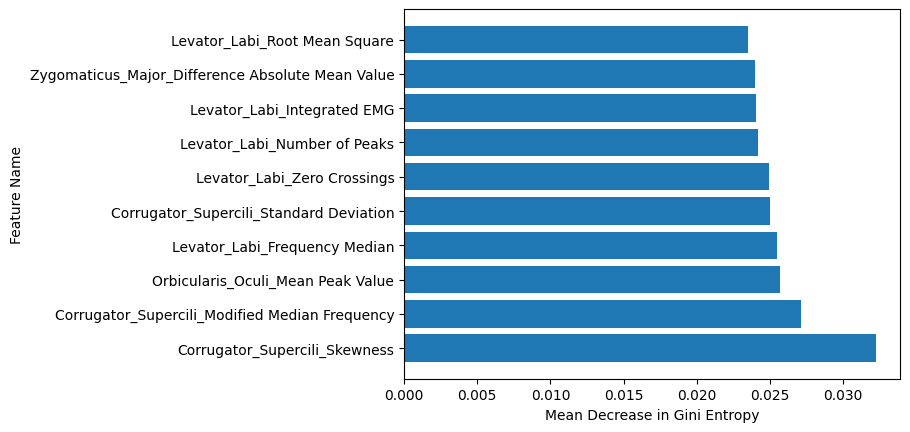 Feature Name
Levator_Labi_Root Mean Square
Zygomaticus_Major_Difference Absolute Mean Value
Levator_Labi_Integrated EMG
Levator_Labi_Number of Peaks
Levator_Labi_Zero Crossings
Corrugator_Supercili_Standard Deviation
Levator_Labi_Frequency Median
Orbicularis_Oculi_Mean Peak Value
Corrugator_Supercili_Modified Median Frequency
Corrugator_Supercili_Skewness
0.000 0.005 0.010 0.015 0.020 0.025 0.030
Mean Decrease in Gini Entropy